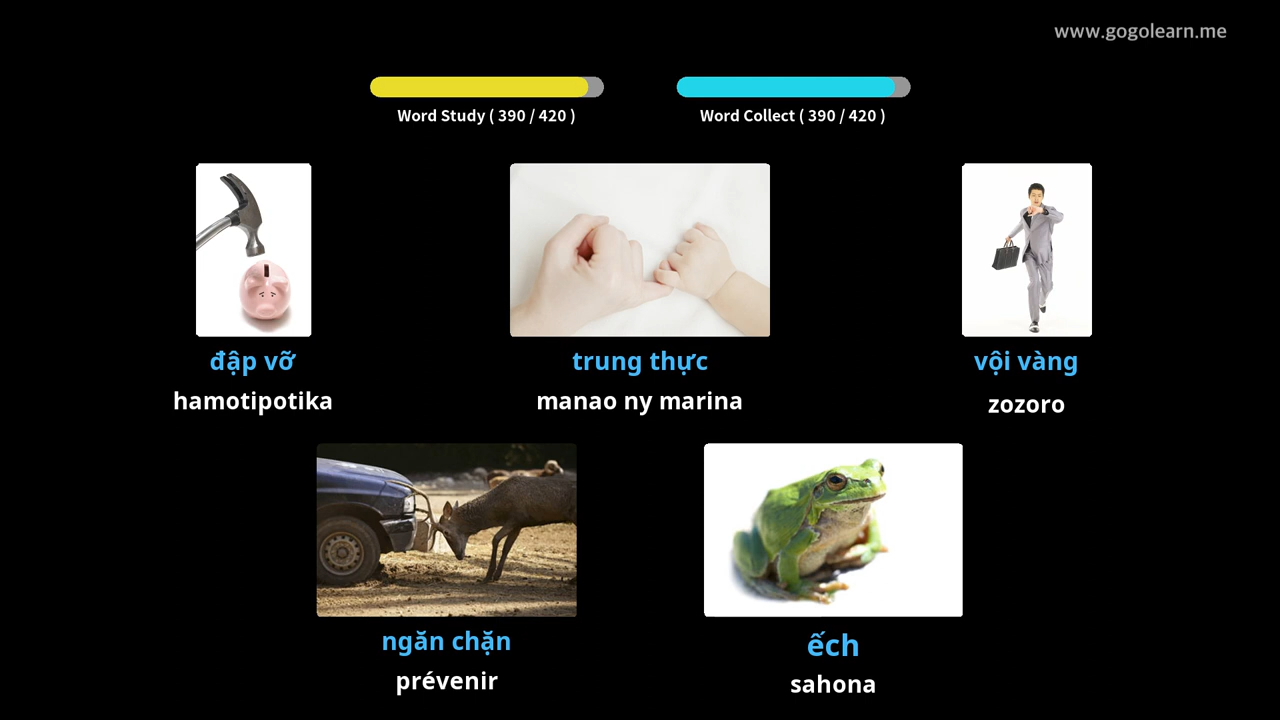 www.gogolearn.me
Word Study ( 390 / 420 )
Word Collect ( 390 / 420 )
đập vỡ
hamotipotika
trung thực
manao ny marina
vội vàng
zozoro
ngăn chặn
prévenir
ếch
sahona